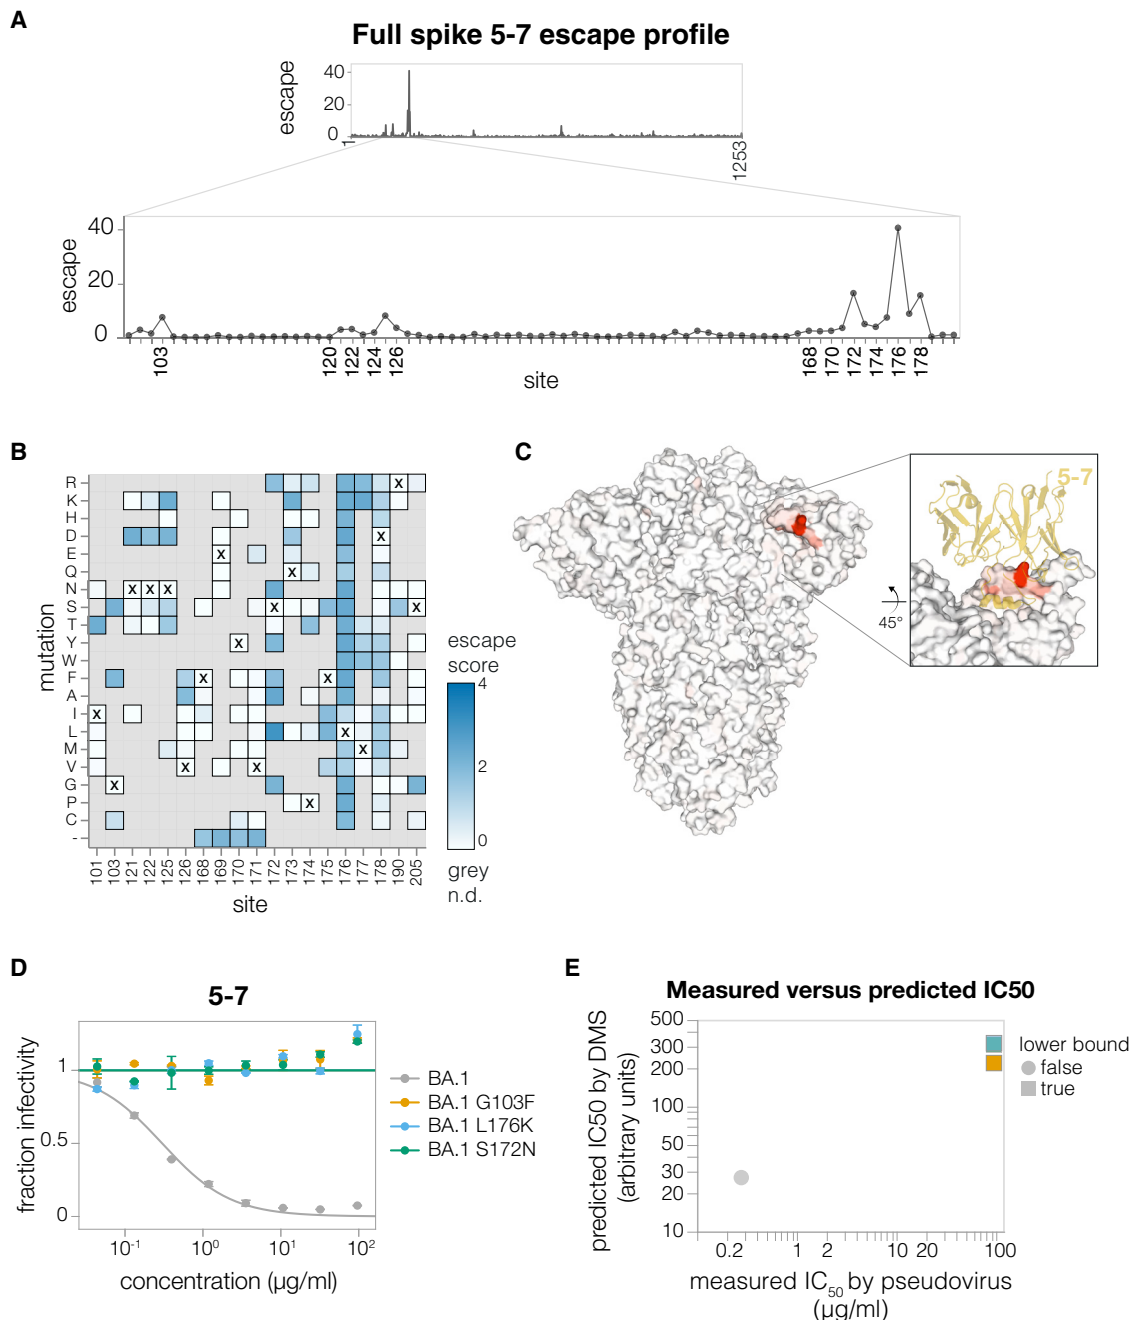 A
Full spike 5-7 escape profile
escape
40
20
0
1
1253
escape
40
20
0
103
120
122
124
126
168
170
172
174
176
178
site
B
mutation
R
K
H
D
E
Q
N
S
T
Y
W
F
A
I
L
M
V
G
P
C
-
X
X
X
X
X X X
X
X
X
X
X
X
X
X
X
X
X
X
101
103
121
122
125
126
168
169
170
171
172
173
174
175
176
177
178
190
205
site
escape
score
4
2
0
grey
n.d.
C
5-7
45°
D
5-7
fraction infectivity
1
0.5
0
10⁻¹
10⁰
10¹
10²
concentration (µg/ml)
BA.1
BA.1 G103F
BA.1 L176K
BA.1 S172N
E
Measured versus predicted IC50
predicted IC50 by DMS
(arbitrary units)
500
300
200
100
50
30
20
10
0.2
1
2
10
20
100
measured IC₅₀ by pseudovirus
(µg/ml)
lower bound
false
true